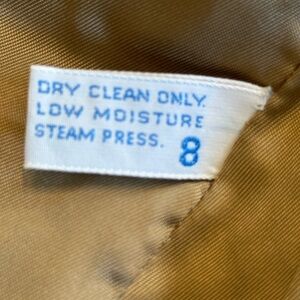 DRY CLEAN ONLY.
LOW MOISTURE
STEAM PRESS. 8